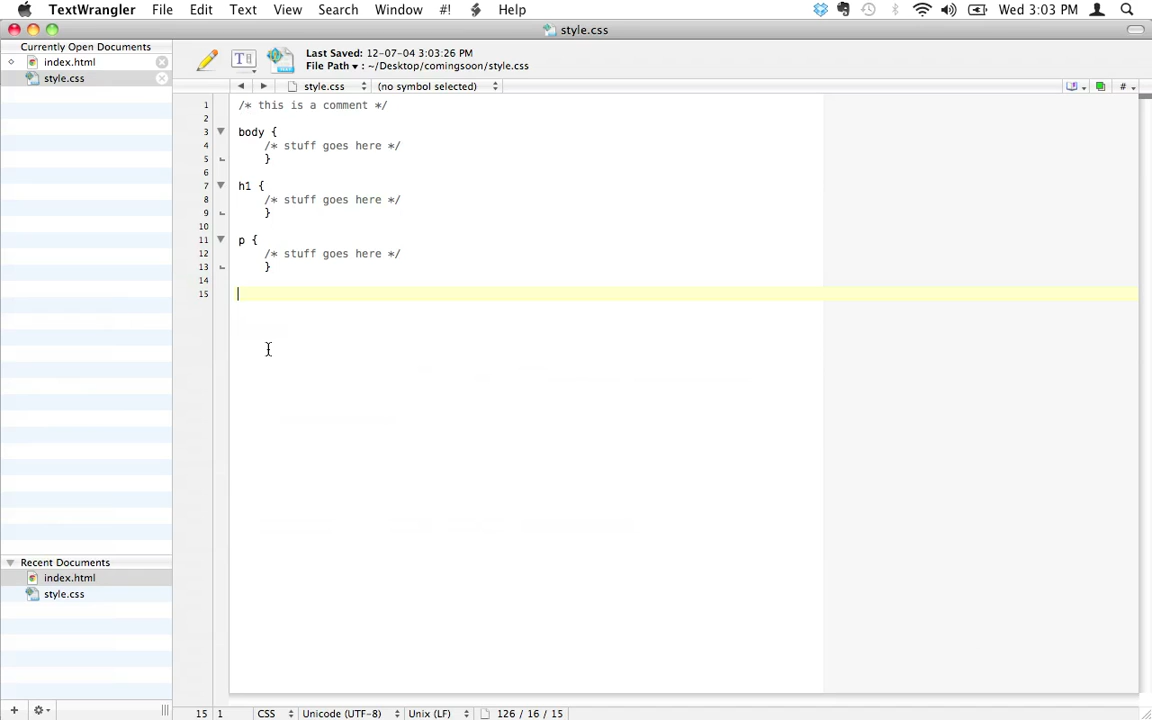 TextWrangler File Edit Text View Search Window #! Help Wed 3:03 PM
style.css
Currently Open Documents
index.html
style.css
Last Saved: 12-07-04 3:03:26 PM
File Path ▾ : ~/Desktop/comingsoon/style.css
style.css (no symbol selected) #
1 /* this is a comment */
2
3 body {
4 /* stuff goes here */
5 }
6
7 h1 {
8 /* stuff goes here */
9 }
10
11 p {
12 /* stuff goes here */
13 }
14
15
Recent Documents
index.html
style.css
15 1 CSS Unicode (UTF-8) Unix (LF) 126 / 16 / 15